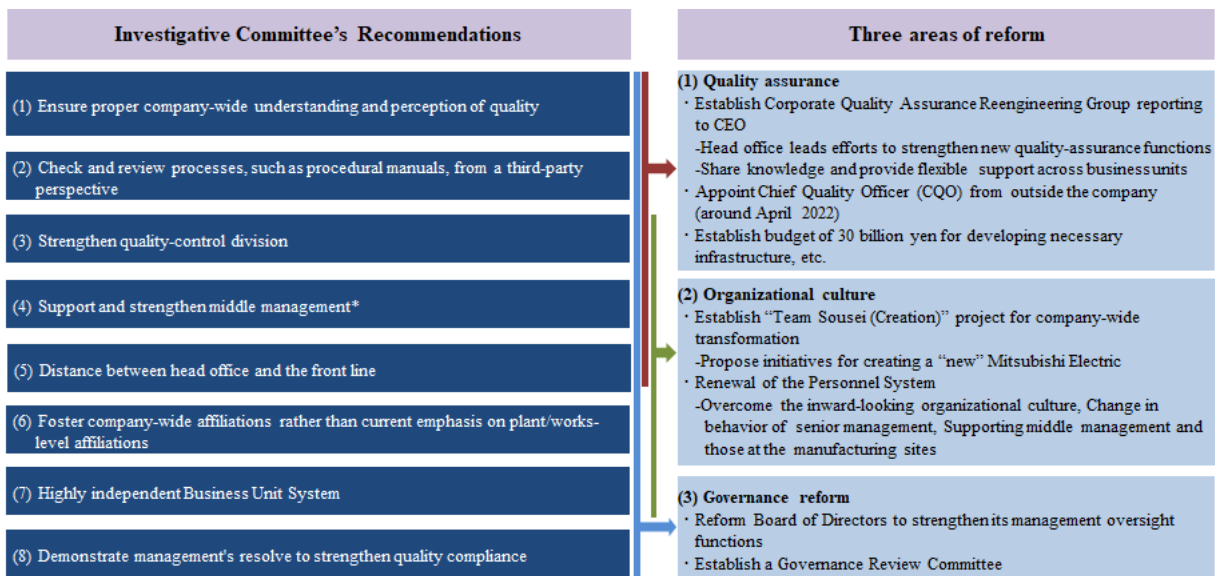 Investigative Committee's Recommendations
(1) Ensure proper company-wide understanding and perception of quality
(2) Check and review processes, such as procedural manuals, from a third-party
perspective
(3) Strengthen quality-control division
(4) Support and strengthen middle management*
(5) Distance between head office and the front line
(6) Foster company-wide affiliations rather than current emphasis on plant/works-
level affiliations
(7) Highly independent Business Unit System
(8) Demonstrate management's resolve to strengthen quality compliance
Three areas of reform
(1) Quality assurance
・Establish Corporate Quality Assurance Reengineering Group reporting
to CEO
-Head office leads efforts to strengthen new quality-assurance functions
-Share knowledge and provide flexible support across business units
・Appoint Chief Quality Officer (CQO) from outside the company
(around April 2022)
・Establish budget of 30 billion yen for developing necessary
infrastructure, etc.
(2) Organizational culture
・Establish “Team Sousei (Creation)” project for company-wide
transformation
-Propose initiatives for creating a “new” Mitsubishi Electric
・Renewal of the Personnel System
-Overcome the inward-looking organizational culture, Change in
behavior of senior management, Supporting middle management and
those at the manufacturing sites
(3) Governance reform
・Reform Board of Directors to strengthen its management oversight
functions
・Establish a Governance Review Committee